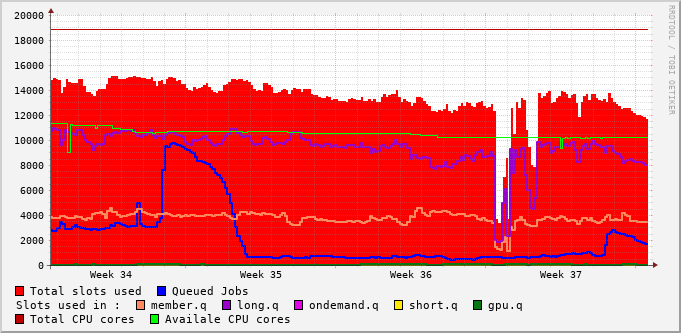 20000
18000
16000
14000
12000
10000
8000
6000
4000
2000
0
Week 34 Week 35 Week 36 Week 37
RRDTOOL / TOBI OETIKER
Total slots used Queued Jobs
Slots used in : member.q long.q ondemand.q short.q gpu.q
Total CPU cores Availale CPU cores